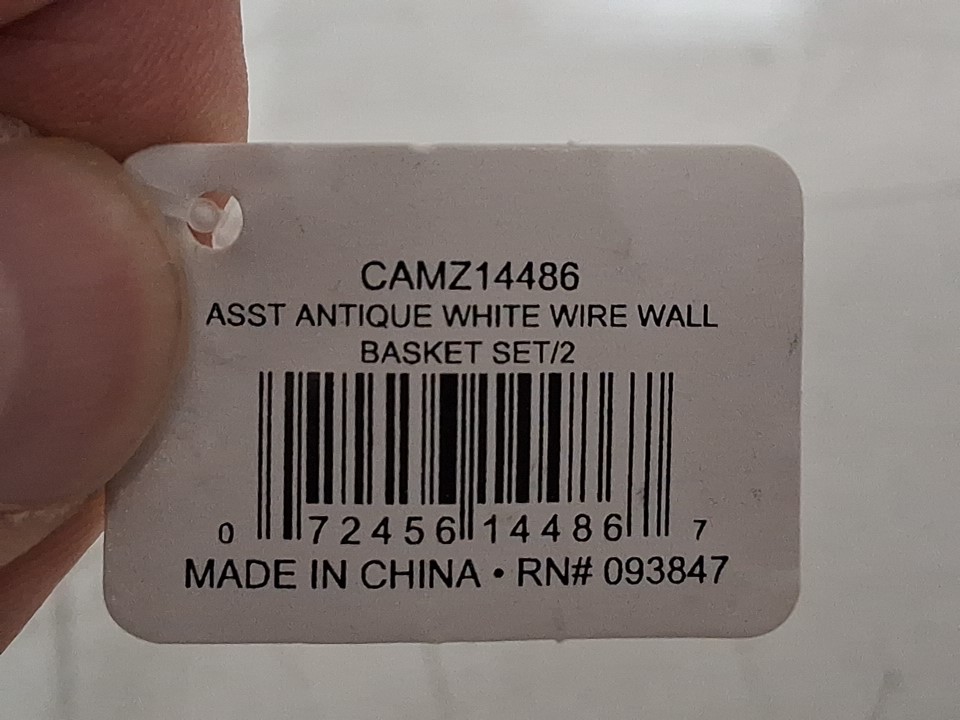 CAMZ14486
ASST ANTIQUE WHITE WIRE WALL
BASKET SET/2
0 72456 14486 7
MADE IN CHINA • RN# 093847